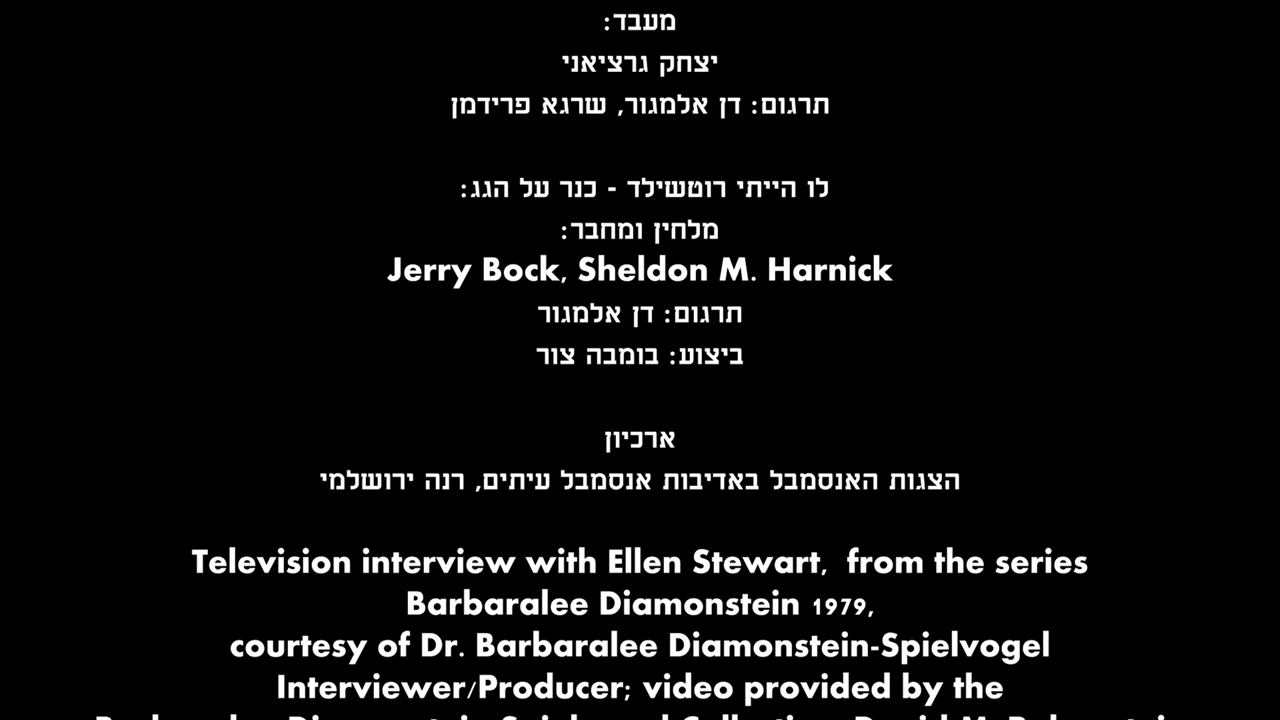 מעבד:
יצחק גרציאני
תרגום: דן אלמגור, שרגא פרידמן
לו הייתי רוטשילד - כנר על הגג:
מלחין ומחבר:
Jerry Bock, Sheldon M. Harnick
תרגום: דן אלמגור
ביצוע: בומבה צור
ארכיון
הצגות האנסמבל באדיבות אנסמבל עיתים, רנה ירושלמי
Television interview with Ellen Stewart, from the series
Barbaralee Diamonstein 1979,
courtesy of Dr. Barbaralee Diamonstein-Spielvogel
Interviewer/Producer; video provided by the